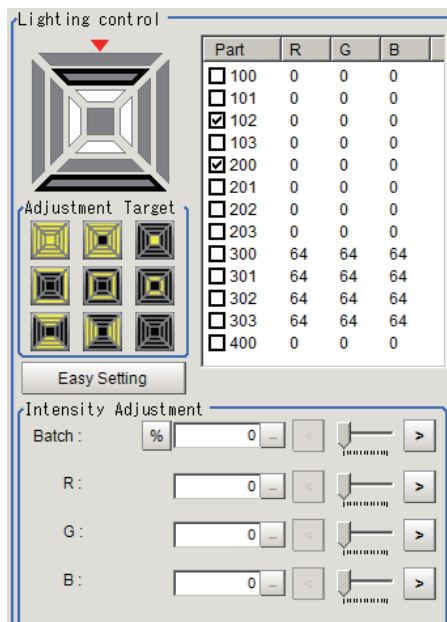 Lighting control
Part R G B
100 0 0 0
101 0 0 0
102 0 0 0
103 0 0 0
200 0 0 0
201 0 0 0
202 0 0 0
203 0 0 0
300 64 64 64
301 64 64 64
302 64 64 64
303 64 64 64
400 0 0 0
Adjustment Target
Easy Setting
Intensity Adjustment
Batch : % 0 ... < >
R : 0 ... < >
G : 0 ... < >
B : 0 ... < >